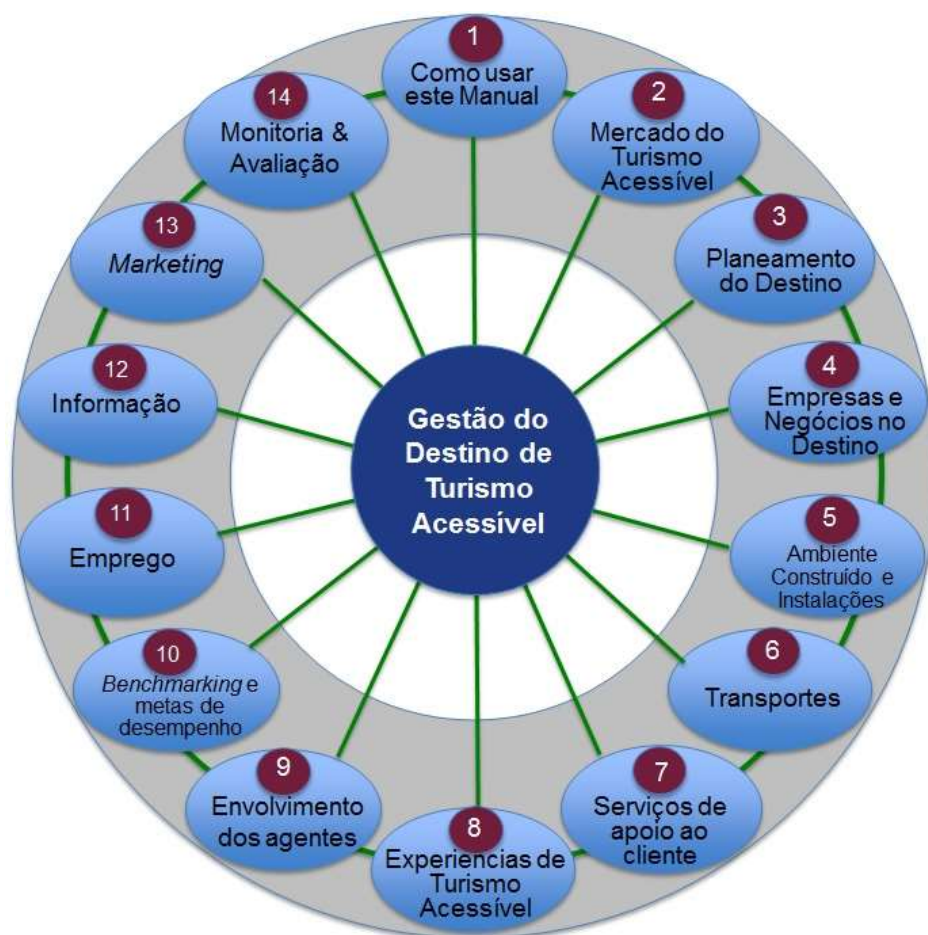 1
Como usar
este Manual
2
Mercado do
Turismo
Acessível
3
Planeamento
do Destino
4
Empresas e
Negócios no
Destino
5
Ambiente
Construído e
Instalações
6
Transportes
7
Serviços de
apoio ao
cliente
8
Experiências de
Turismo
Acessível
9
Envolvimento
dos agentes
10
Benchmarking e
metas de
desempenho
11
Emprego
12
Informação
13
Marketing
14
Monitoria &
Avaliação
Gestão do
Destino de
Turismo
Acessível